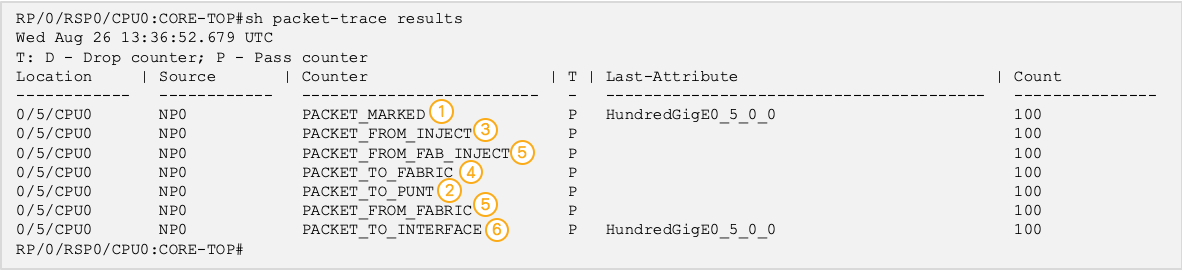 RP/0/RSP0/CPU0:CORE-TOP#sh packet-trace results
Wed Aug 26 13:36:52.679 UTC
T: D - Drop counter; P - Pass counter
Location | Source | Counter | T | Last-Attribute | Count
------------ ------------ ------------------------- - ---------------------------------------- ---------------
0/5/CPU0 NP0 PACKET_MARKED 1 P HundredGigE0_5_0_0 100
0/5/CPU0 NP0 PACKET_FROM_INJECT 3 P 100
0/5/CPU0 NP0 PACKET_FROM_FAB_INJECT 5 P 100
0/5/CPU0 NP0 PACKET_TO_FABRIC 4 P 100
0/5/CPU0 NP0 PACKET_TO_PUNT 2 P 100
0/5/CPU0 NP0 PACKET_FROM_FABRIC 5 P 100
0/5/CPU0 NP0 PACKET_TO_INTERFACE 6 P HundredGigE0_5_0_0 100
RP/0/RSP0/CPU0:CORE-TOP#